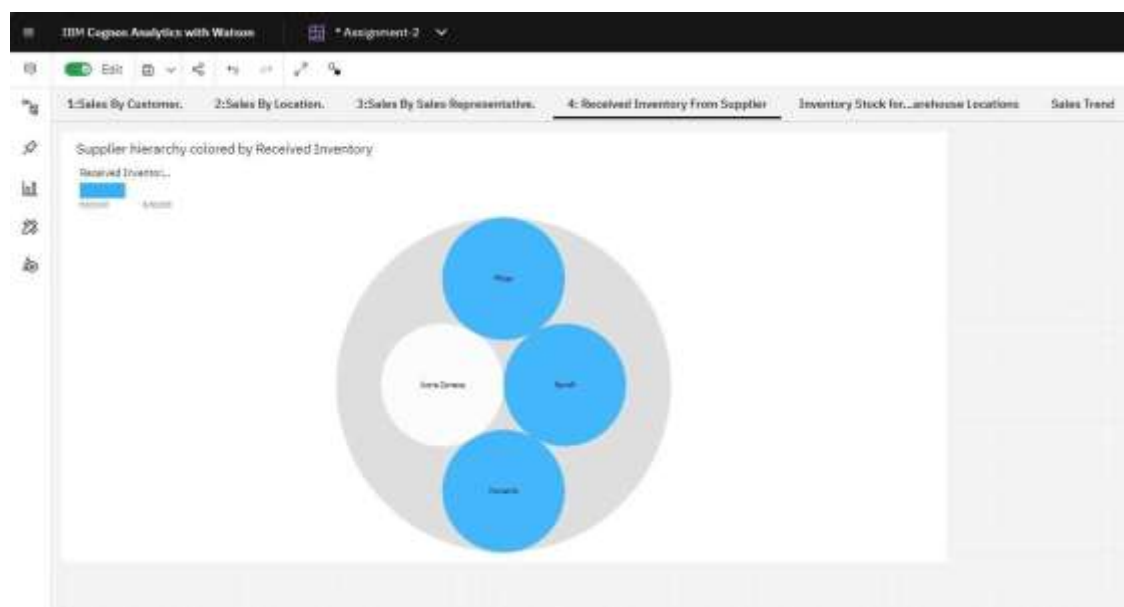 IBM Cognos Analytics with Watson
* Assignment-2
Edit
1:Sales By Customer.
2:Sales By Location.
3:Sales By Sales Representative.
4: Received Inventory From Supplier
Inventory Stock for...arehouse Locations
Sales Trend
Supplier hierarchy colored by Received Inventory
Received Inventor...